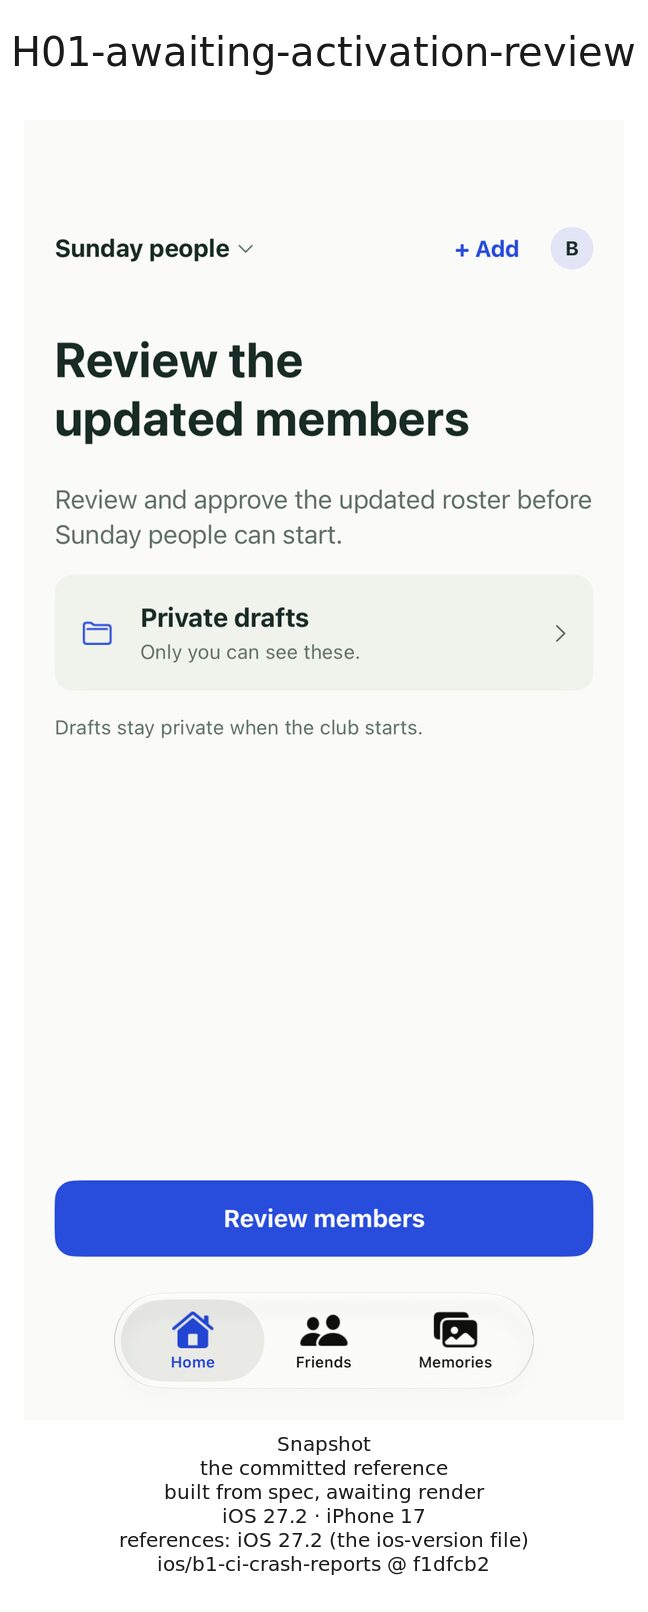 H01-awaiting-activation-review
Sunday people
+ Add
B
Review the
updated members
Review and approve the updated roster before
Sunday people can start.
Private drafts
Only you can see these.
Drafts stay private when the club starts.
Review members
Home
Friends
Memories
Snapshot
the committed reference
built from spec, awaiting render
iOS 27.2 · iPhone 17
references: iOS 27.2 (the ios-version file)
ios/b1-ci-crash-reports @ f1dfcb2